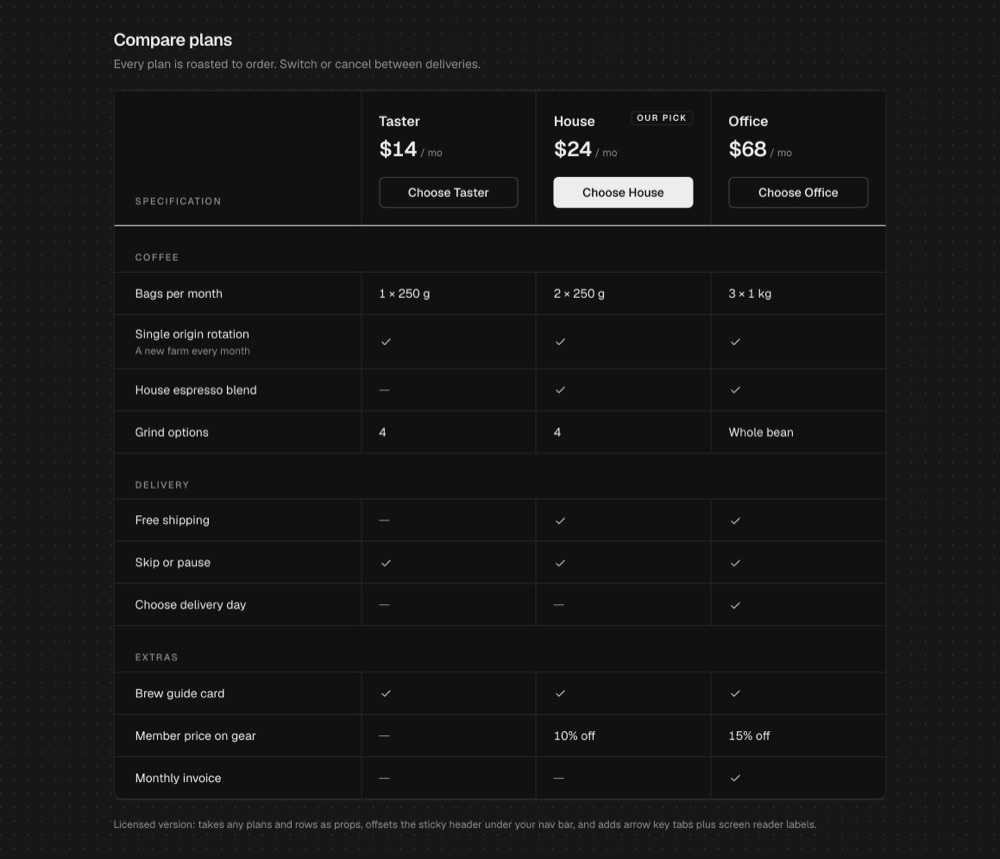 Compare plans
Every plan is roasted to order. Switch or cancel between deliveries.
SPECIFICATION
Taster
$14 / mo
Choose Taster
House
OUR PICK
$24 / mo
Choose House
Office
$68 / mo
Choose Office
COFFEE
Bags per month 1 × 250 g 2 × 250 g 3 × 1 kg
Single origin rotation ✓ ✓ ✓
A new farm every month
House espresso blend — ✓ ✓
Grind options 4 4 Whole bean
DELIVERY
Free shipping — ✓ ✓
Skip or pause ✓ ✓ ✓
Choose delivery day — — ✓
EXTRAS
Brew guide card ✓ ✓ ✓
Member price on gear — 10% off 15% off
Monthly invoice — — ✓
Licensed version: takes any plans and rows as props, offsets the sticky header under your nav bar, and adds arrow key tabs plus screen reader labels.